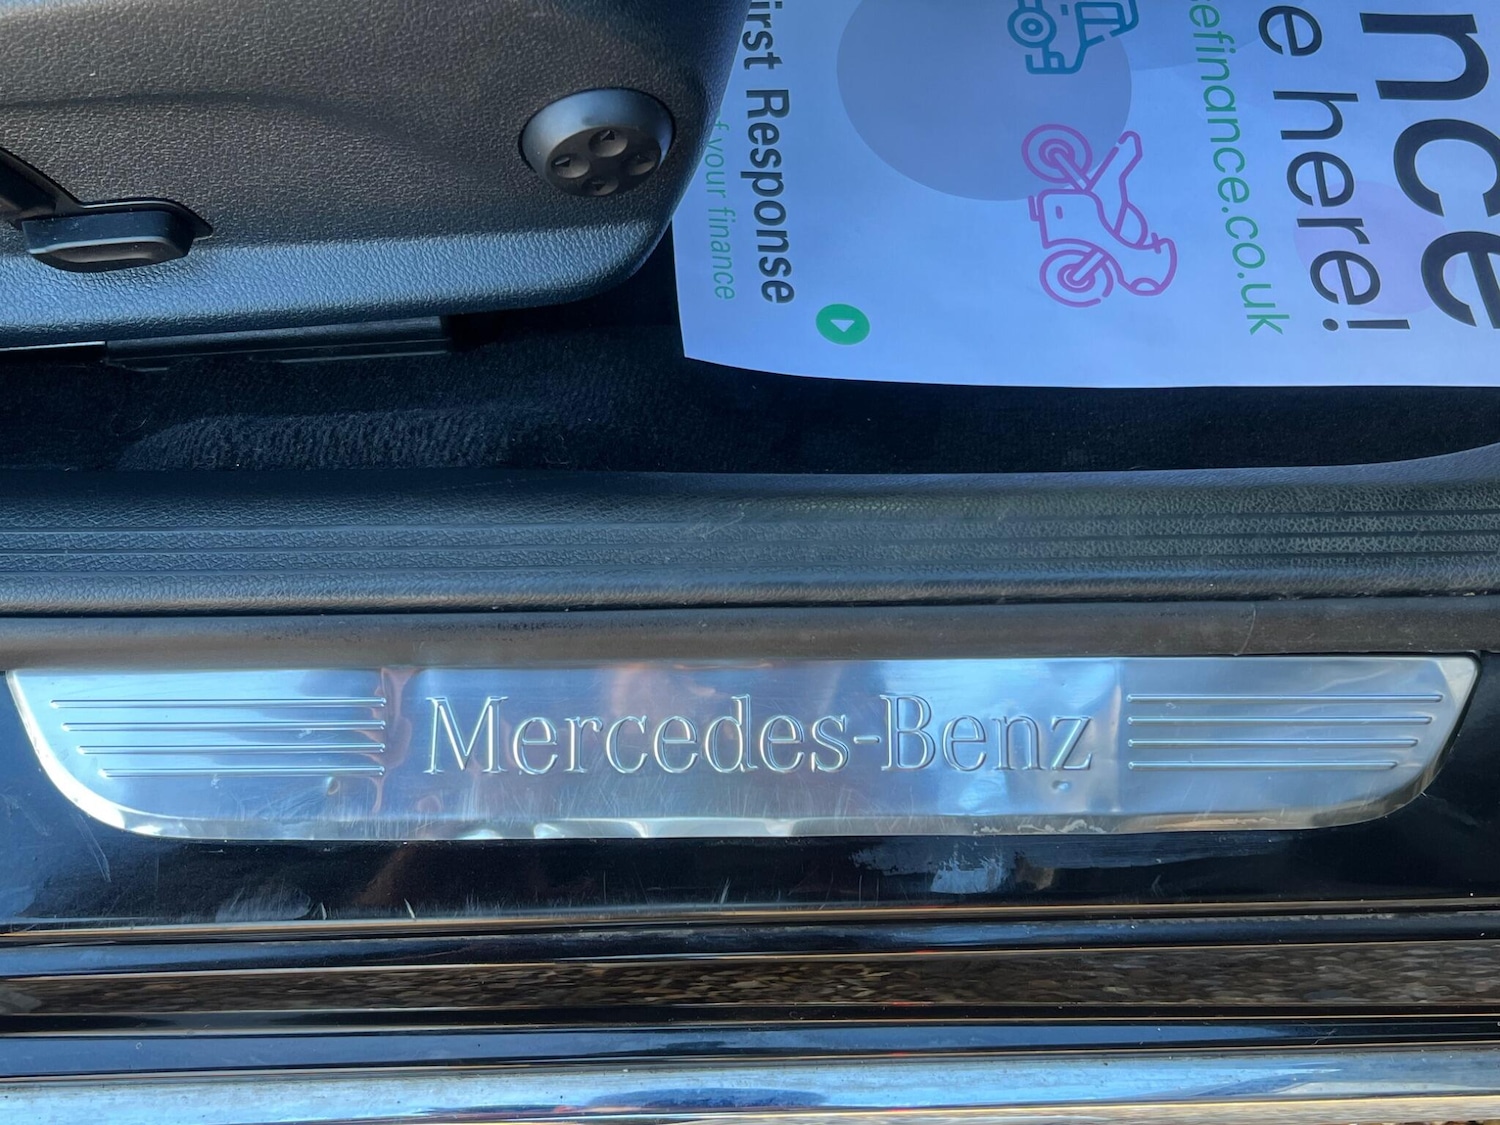 nce
e here!
efinance.co.uk
irst Response
f your finance
Mercedes-Benz